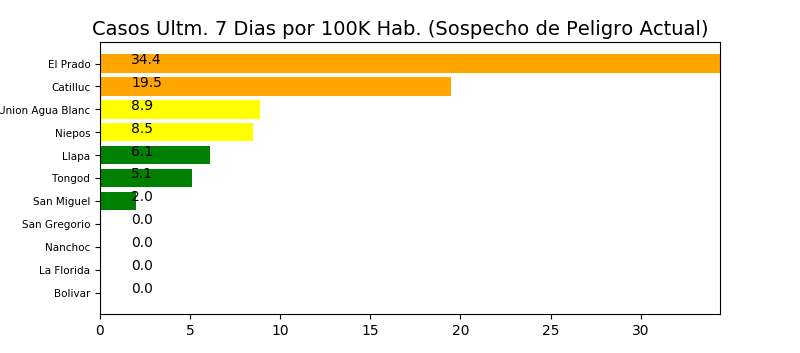 Casos Ultm. 7 Dias por 100K Hab. (Sospecho de Peligro Actual)
El Prado 34.4
Catilluc 19.5
Union Agua Blanc 8.9
Niepos 8.5
Llapa 6.1
Tongod 5.1
San Miguel 2.0
San Gregorio 0.0
Nanchoc 0.0
La Florida 0.0
Bolivar 0.0
0 5 10 15 20 25 30